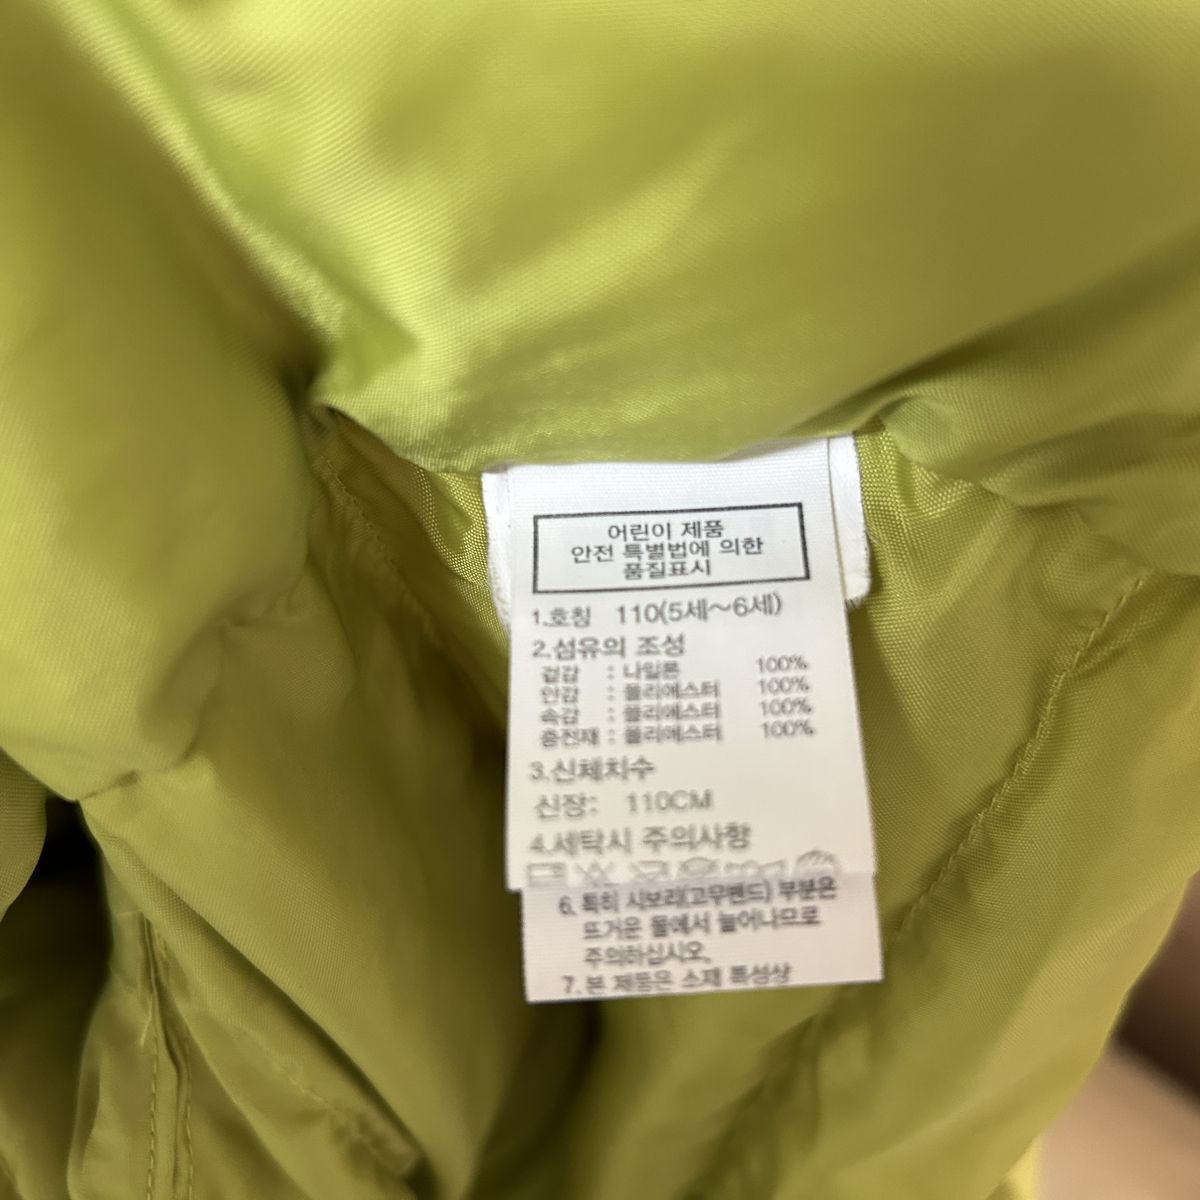 어린이 제품
안전 특별법에 의한
품질표시
1.호칭 110(5세~6세)
2.섬유의 조성
겉감 : 나일론 100%
안감 : 폴리에스터 100%
속감 : 폴리에스터 100%
충전재 : 폴리에스터 100%
3.신체치수
신장: 110CM
4.세탁시 주의사항
6. 특히 시보리(고무밴드) 부분은
뜨거운 물에서 늘어나므로
주의하십시오.
7. 본 제품은 소재 특성상